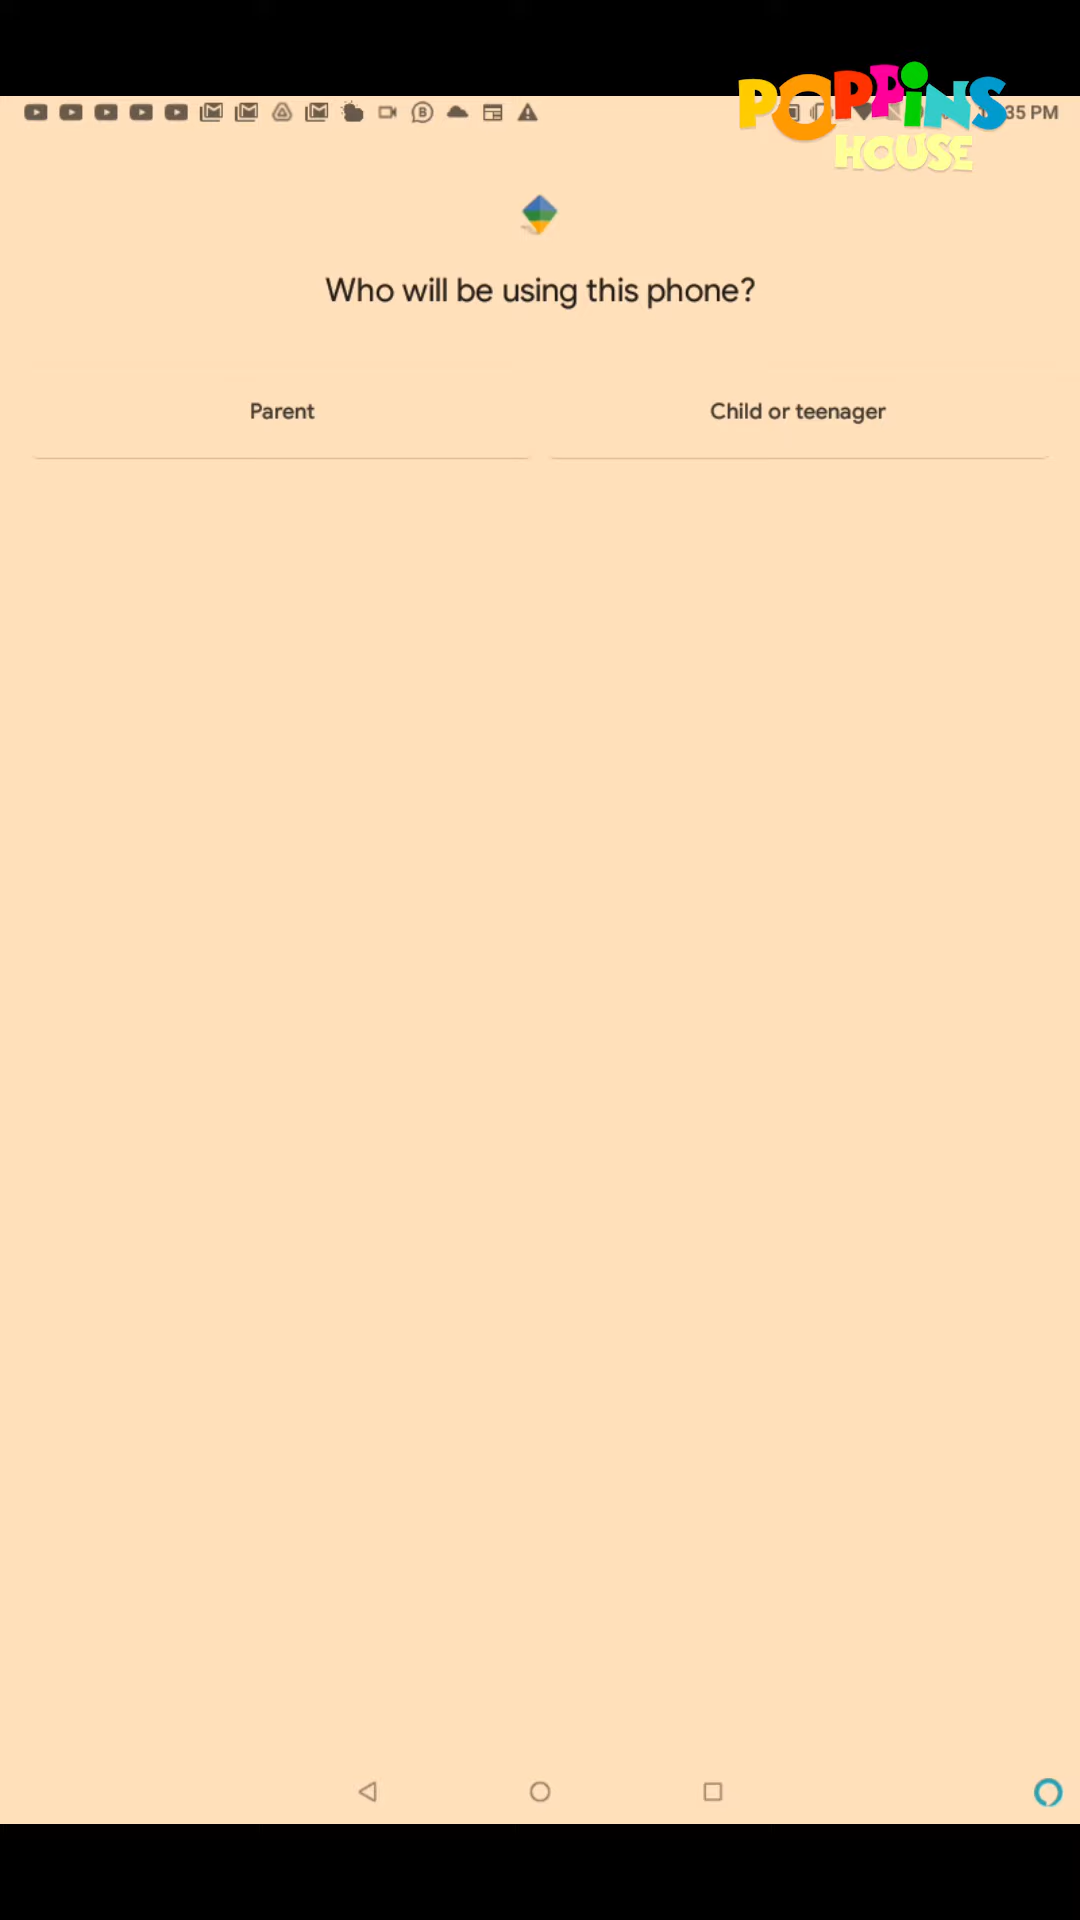 POPPiNS
HOUSE
35 PM
Who will be using this phone?
Parent
Child or teenager